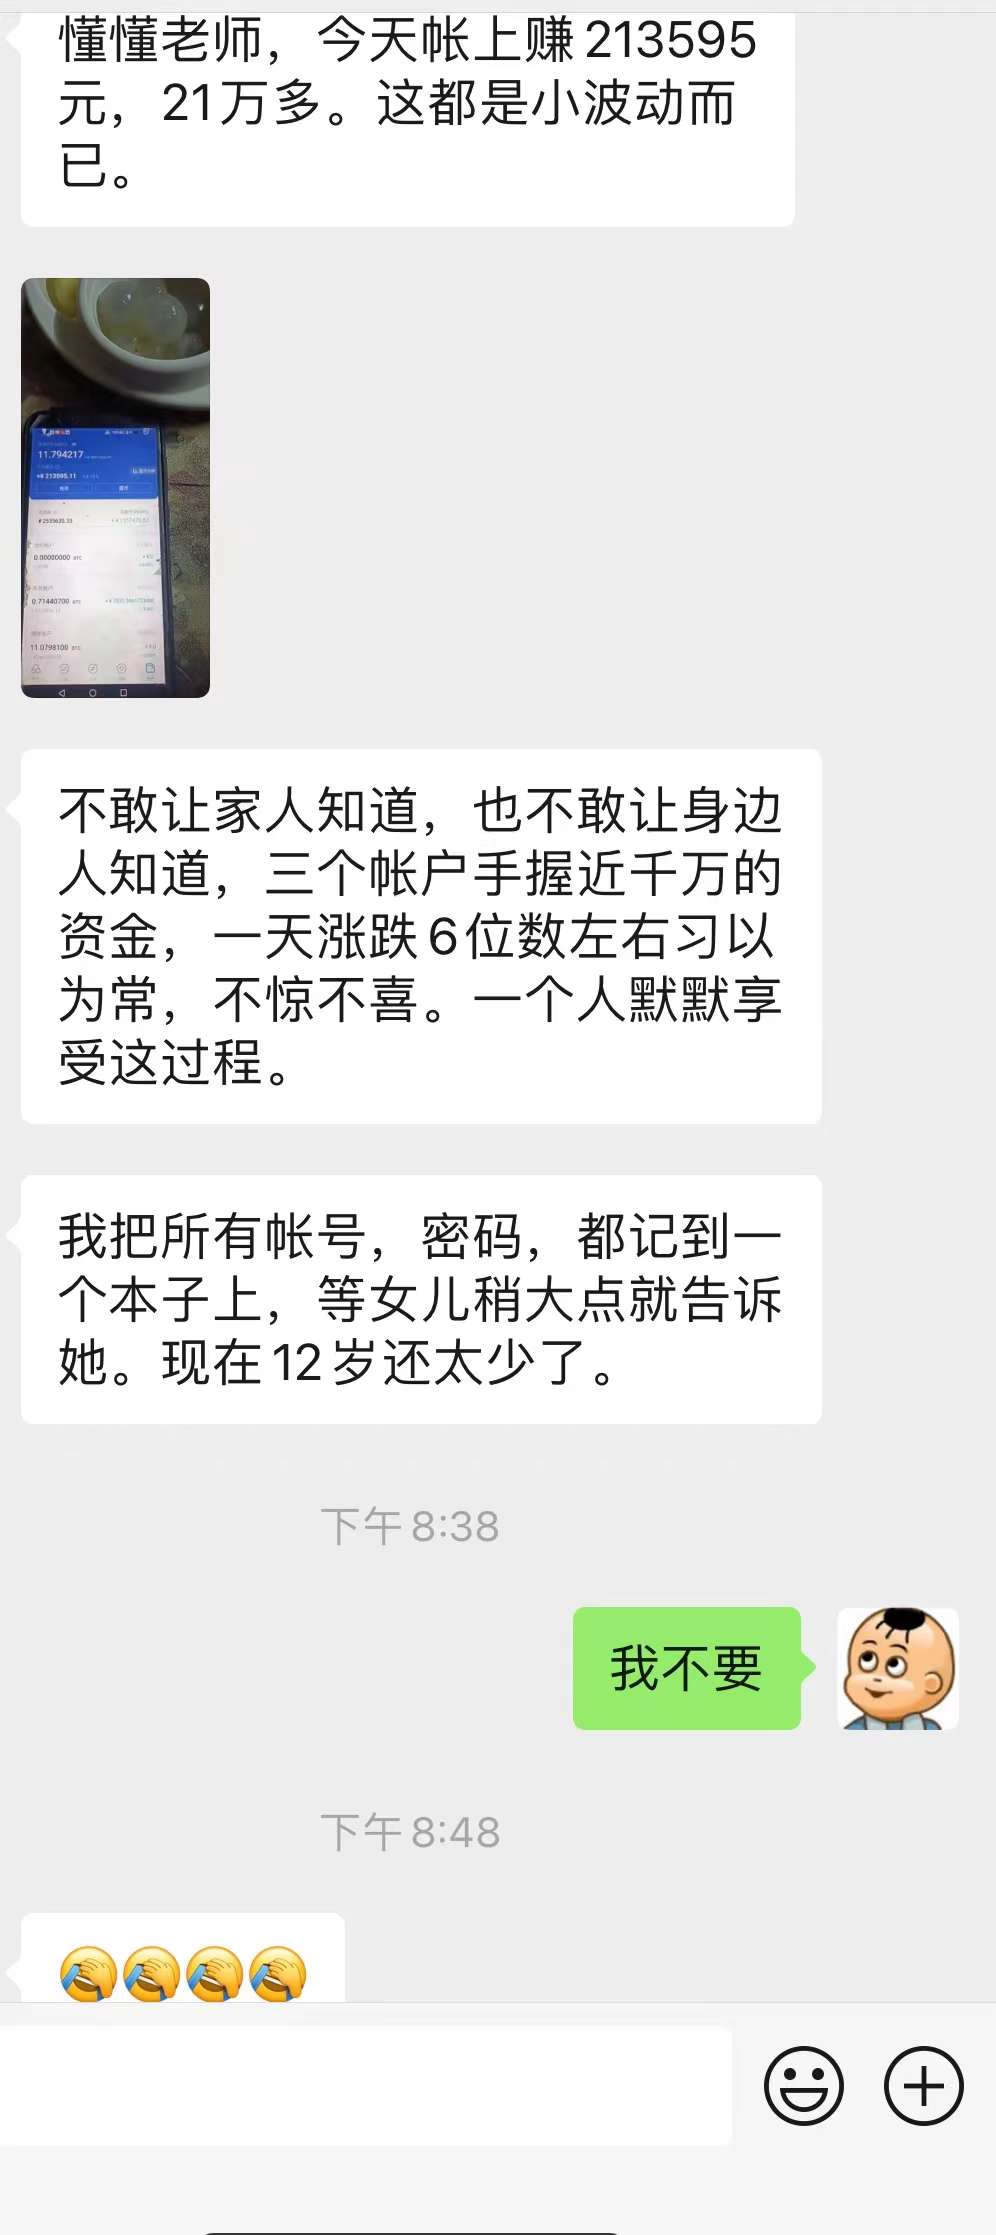 懂懂老师，今天帐上赚213595
元，21万多。这都是小波动而
已。
11.794217
0.00000000
0.71440700
11.0798100
不敢让家人知道，也不敢让身边
人知道，三个帐户手握近千万的
资金，一天涨跌6位数左右习以
为常，不惊不喜。一个人默默享
受这过程。
我把所有帐号，密码，都记到一
个本子上，等女儿稍大点就告诉
她。现在12岁还太少了。
下午8:38
我不要
下午8:48